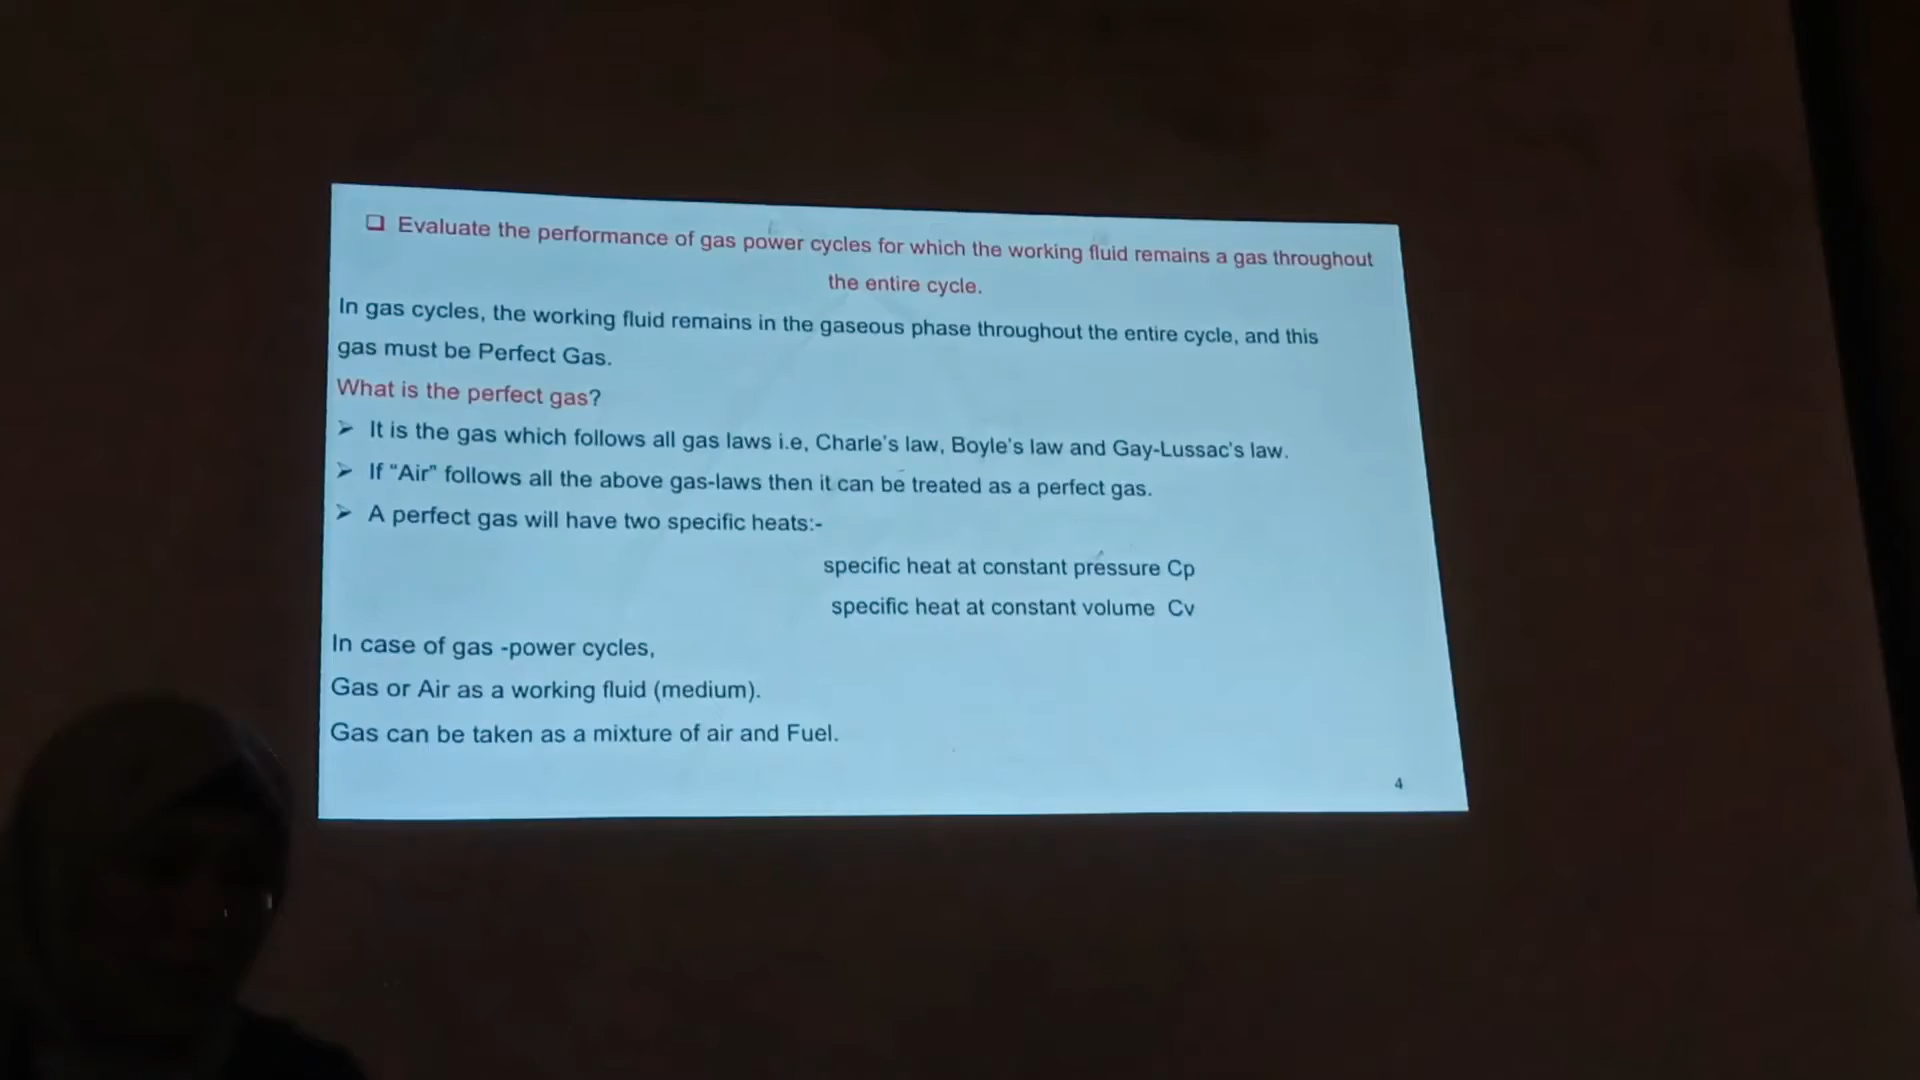 ❑ Evaluate the performance of gas power cycles for which the working fluid remains a gas throughout
the entire cycle.
In gas cycles, the working fluid remains in the gaseous phase throughout the entire cycle, and this
gas must be Perfect Gas.
What is the perfect gas?
➢ It is the gas which follows all gas laws i.e, Charle's law, Boyle's law and Gay-Lussac's law.
➢ If “Air” follows all the above gas-laws then it can be treated as a perfect gas.
➢ A perfect gas will have two specific heats:-
specific heat at constant pressure Cp
specific heat at constant volume Cv
In case of gas -power cycles,
Gas or Air as a working fluid (medium).
Gas can be taken as a mixture of air and Fuel.
4